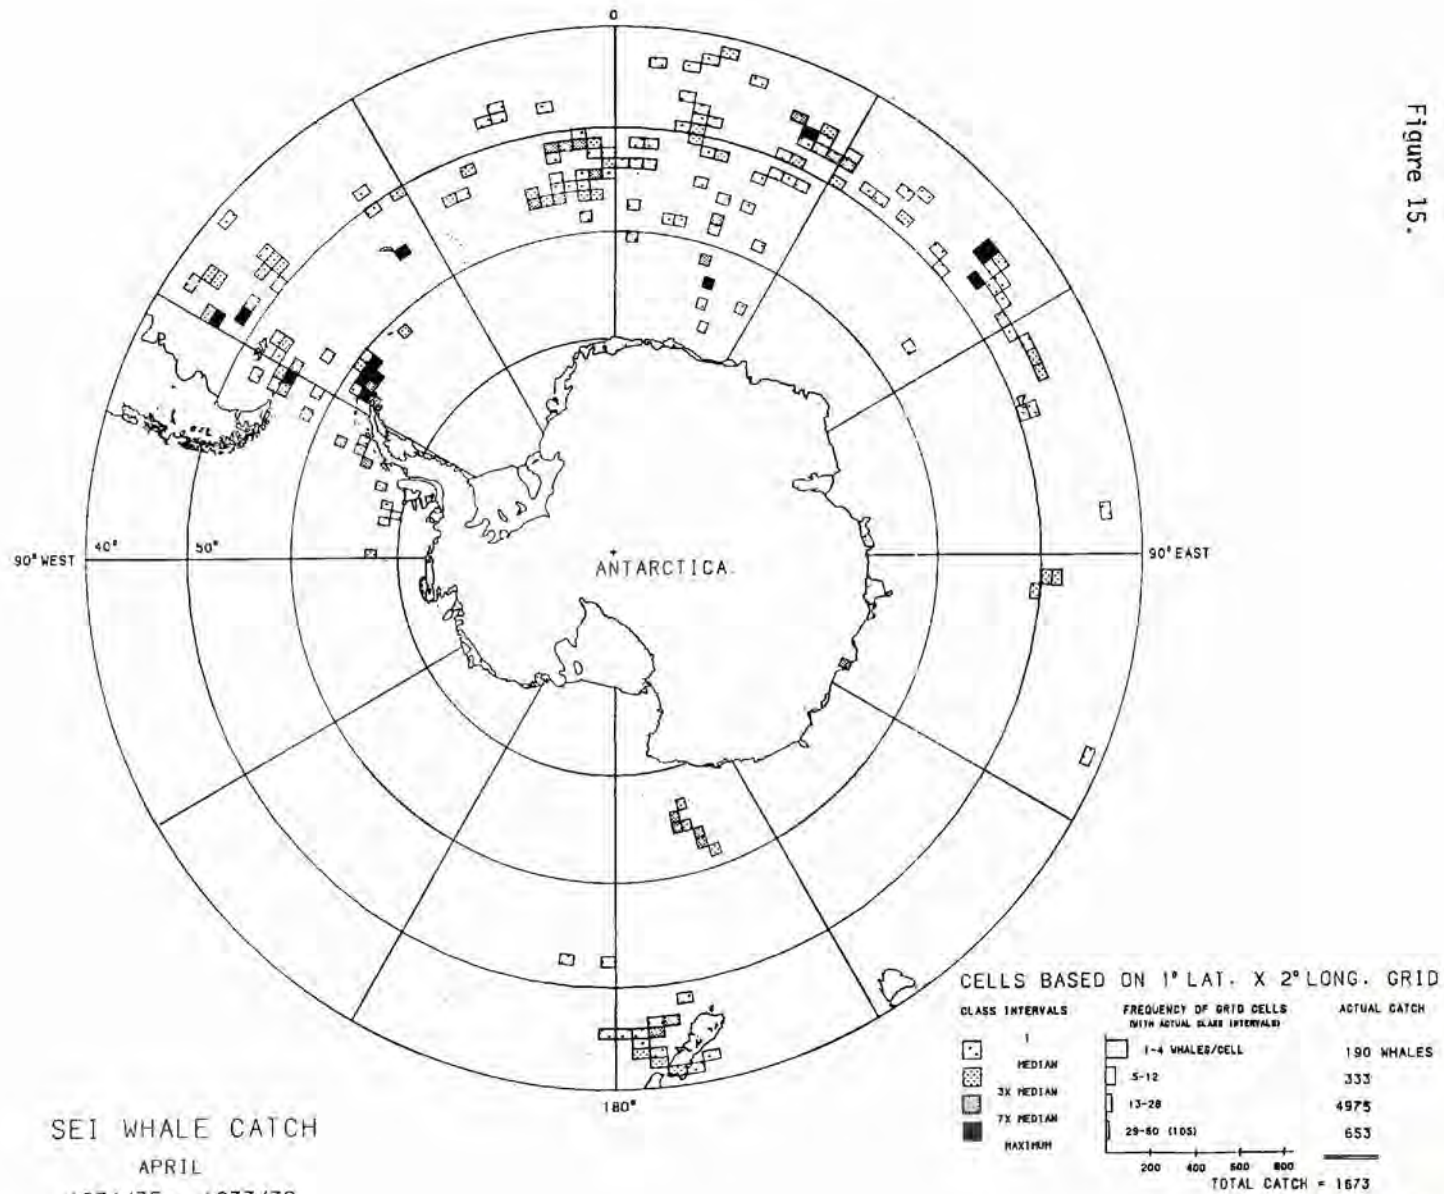 0
Figure 15.
90° WEST
40°
50°
90° EAST
ANTARCTICA
180°
CELLS BASED ON 1° LAT. X 2° LONG. GRID
CLASS INTERVALS
FREQUENCY OF GRID CELLS
(WITH ACTUAL CLASS INTERVALS)
ACTUAL CATCH
1
1-4 WHALES/CELL
190 WHALES
MEDIAN
5-12
333
3X MEDIAN
13-28
4975
7X MEDIAN
29-60 (105)
653
MAXIMUM
200 400 600 800
TOTAL CATCH = 1673
SEI WHALE CATCH
APRIL